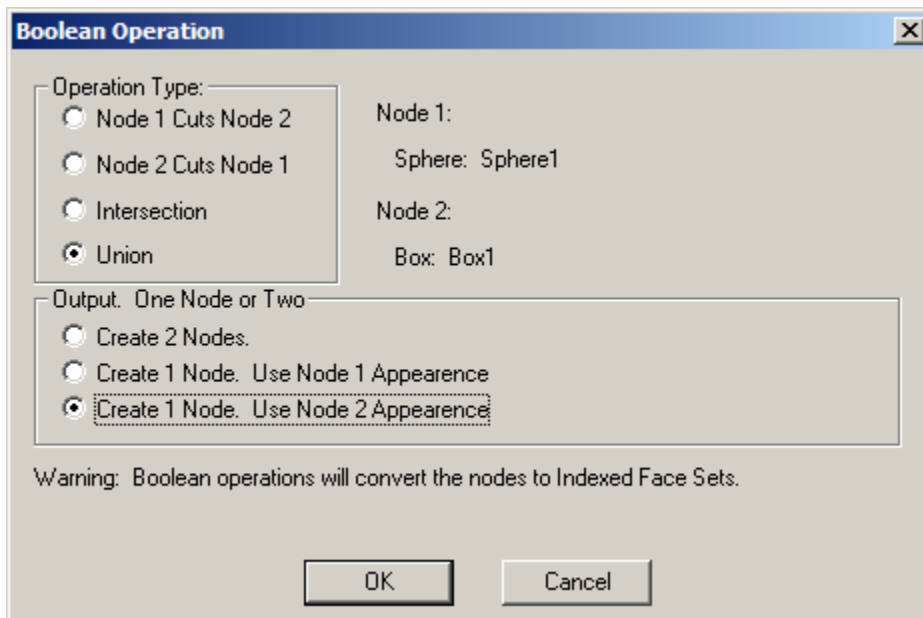 Boolean Operation
Operation Type:
Node 1 Cuts Node 2
Node 2 Cuts Node 1
Intersection
Union
Node 1:
Sphere: Sphere1
Node 2:
Box: Box1
Output. One Node or Two
Create 2 Nodes.
Create 1 Node. Use Node 1 Appearence
Create 1 Node. Use Node 2 Appearence
Warning: Boolean operations will convert the nodes to Indexed Face Sets.
OK
Cancel